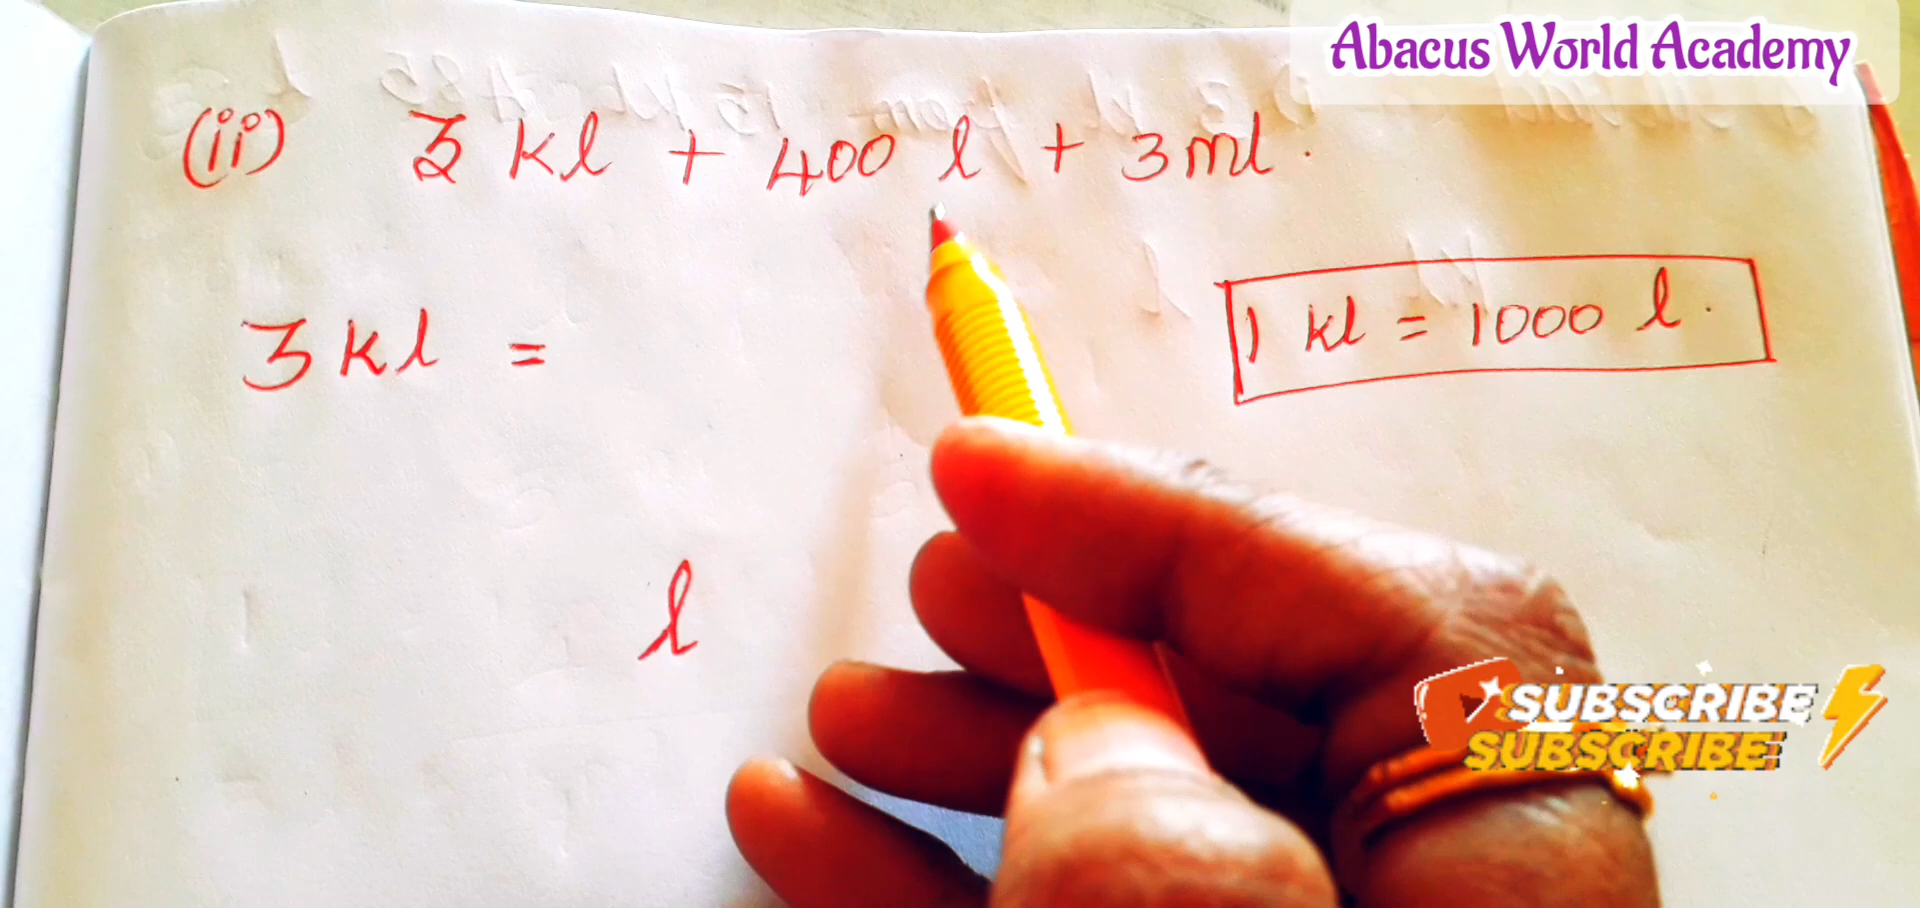 Abacus World Academy
(ii) 3 kl + 400 l + 3 ml.
1 kl = 1000 l.
3 kl =
l
SUBSCRIBE
SUBSCRIBE